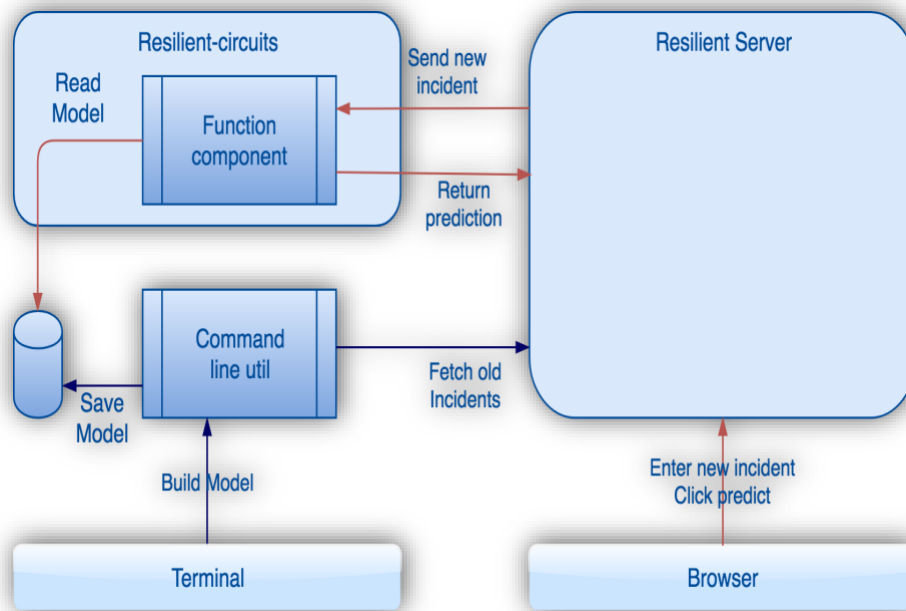 Resilient-circuits
Resilient Server
Read
Model
Function
component
Send new
incident
Return
prediction
Command
line util
Fetch old
Incidents
Save
Model
Build Model
Enter new incident
Click predict
Terminal
Browser